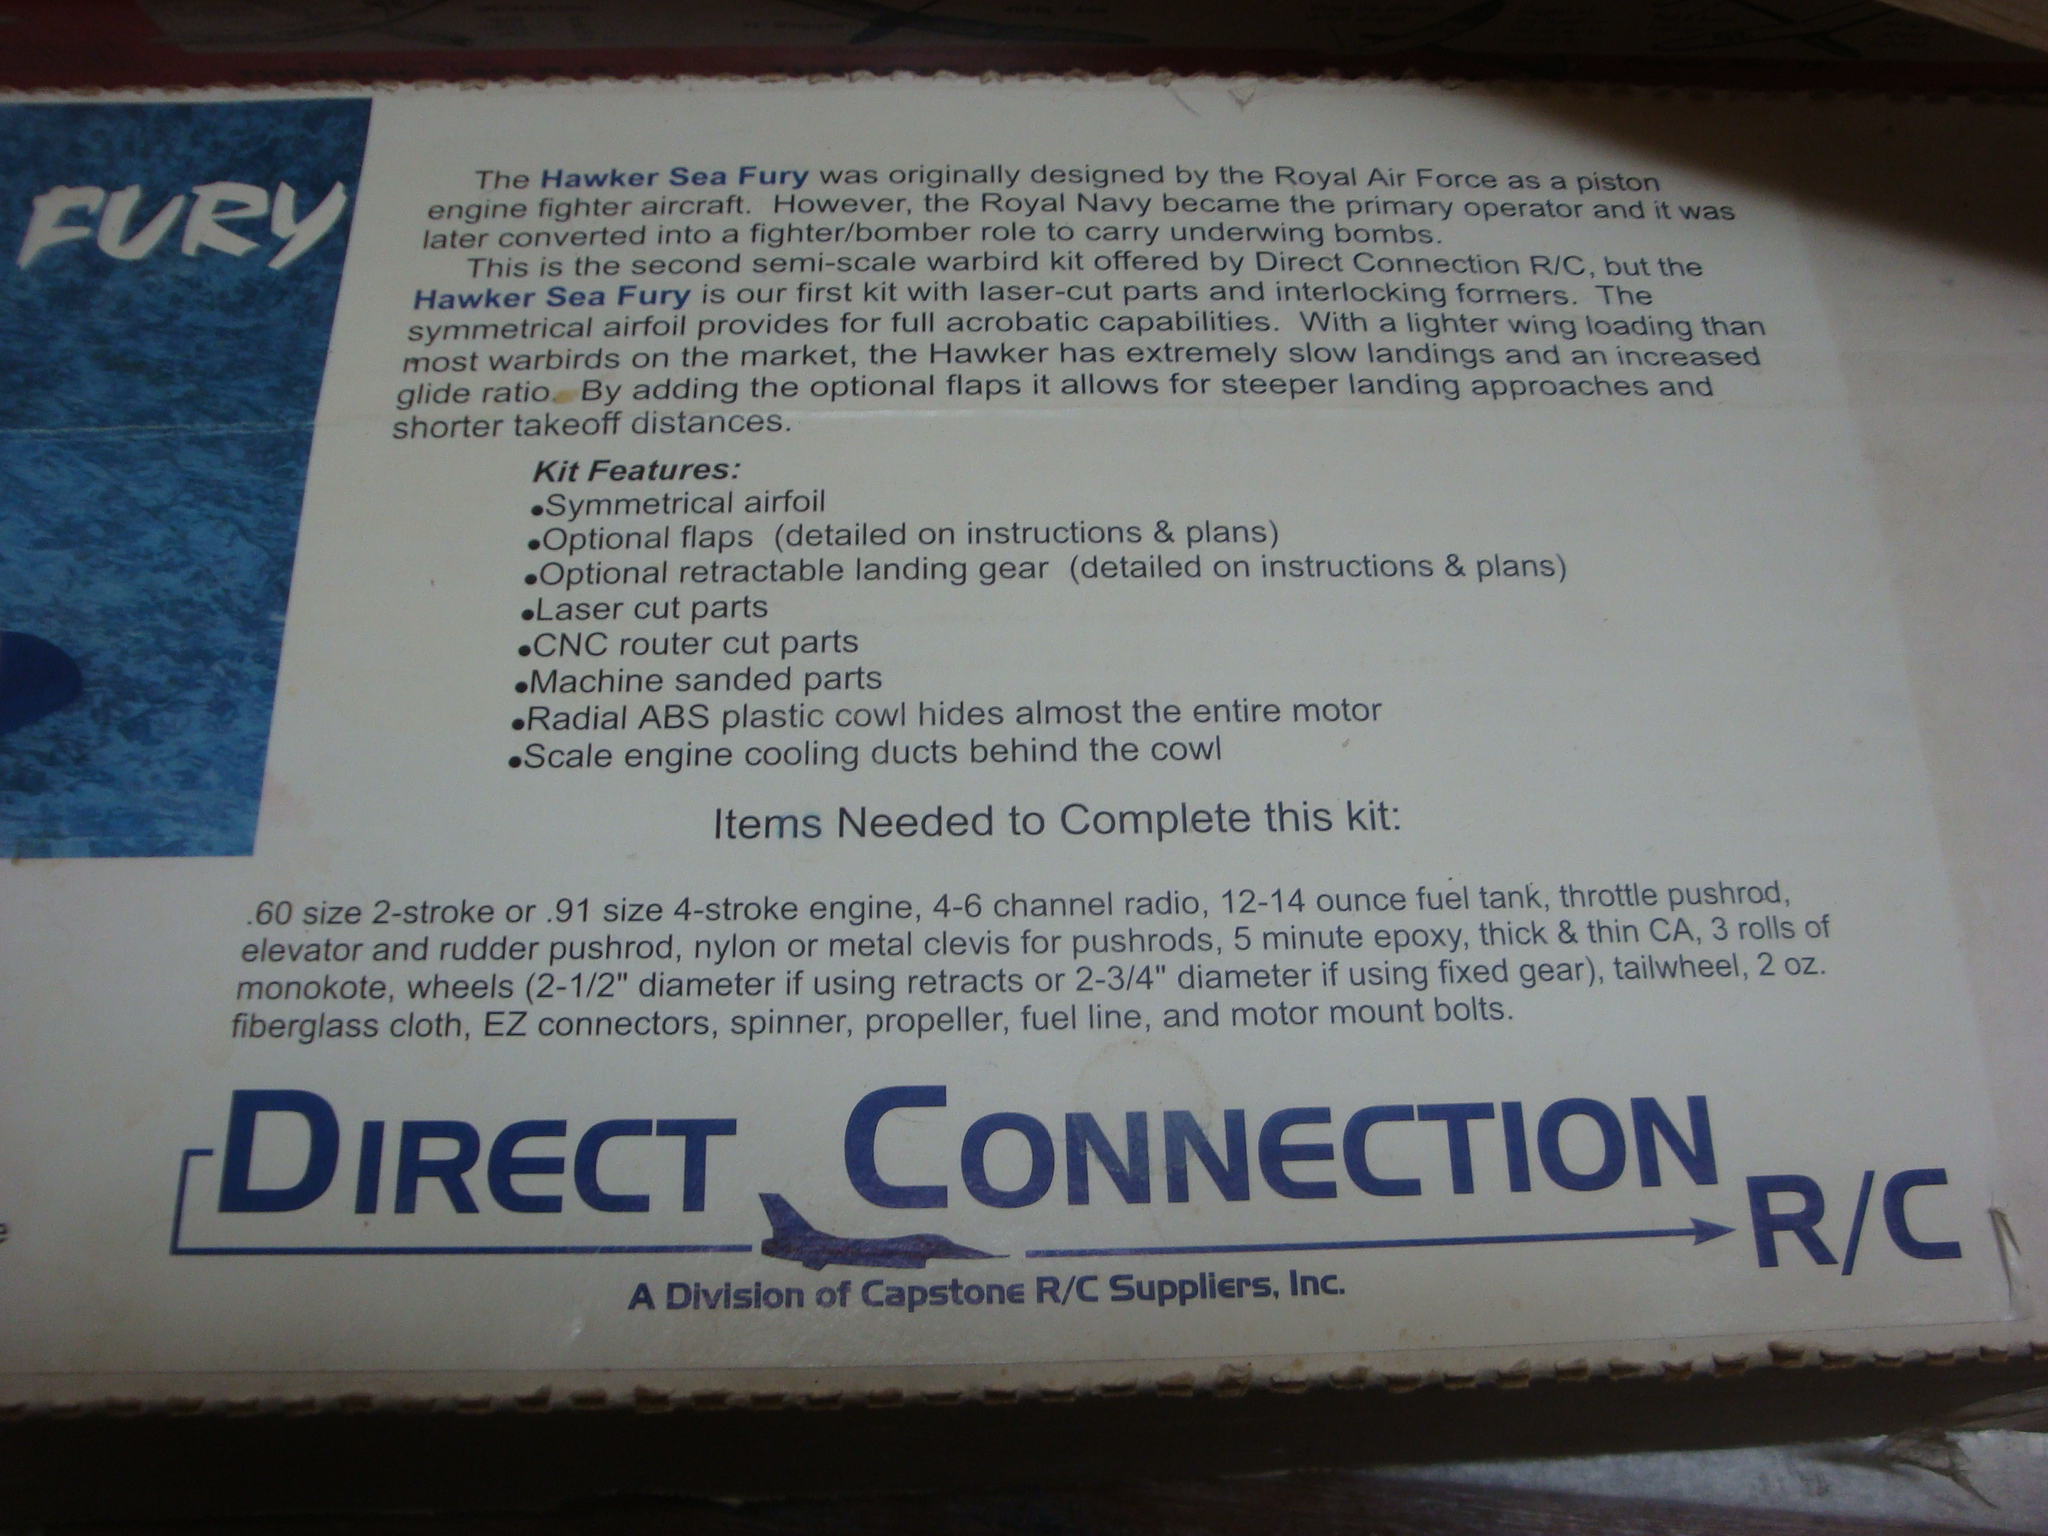 FURY
The Hawker Sea Fury was originally designed by the Royal Air Force as a piston
engine fighter aircraft. However, the Royal Navy became the primary operator and it was
later converted into a fighter/bomber role to carry underwing bombs.
This is the second semi-scale warbird kit offered by Direct Connection R/C, but the
Hawker Sea Fury is our first kit with laser-cut parts and interlocking formers. The
symmetrical airfoil provides for full acrobatic capabilities. With a lighter wing loading than
most warbirds on the market, the Hawker has extremely slow landings and an increased
glide ratio. By adding the optional flaps it allows for steeper landing approaches and
shorter takeoff distances.
Kit Features:
•Symmetrical airfoil
•Optional flaps (detailed on instructions & plans)
•Optional retractable landing gear (detailed on instructions & plans)
•Laser cut parts
•CNC router cut parts
•Machine sanded parts
•Radial ABS plastic cowl hides almost the entire motor
•Scale engine cooling ducts behind the cowl
Items Needed to Complete this kit:
.60 size 2-stroke or .91 size 4-stroke engine, 4-6 channel radio, 12-14 ounce fuel tank, throttle pushrod,
elevator and rudder pushrod, nylon or metal clevis for pushrods, 5 minute epoxy, thick & thin CA, 3 rolls of
monokote, wheels (2-1/2" diameter if using retracts or 2-3/4" diameter if using fixed gear), tailwheel, 2 oz.
fiberglass cloth, EZ connectors, spinner, propeller, fuel line, and motor mount bolts.
DIRECT CONNECTION R/C
A Division of Capstone R/C Suppliers, Inc.